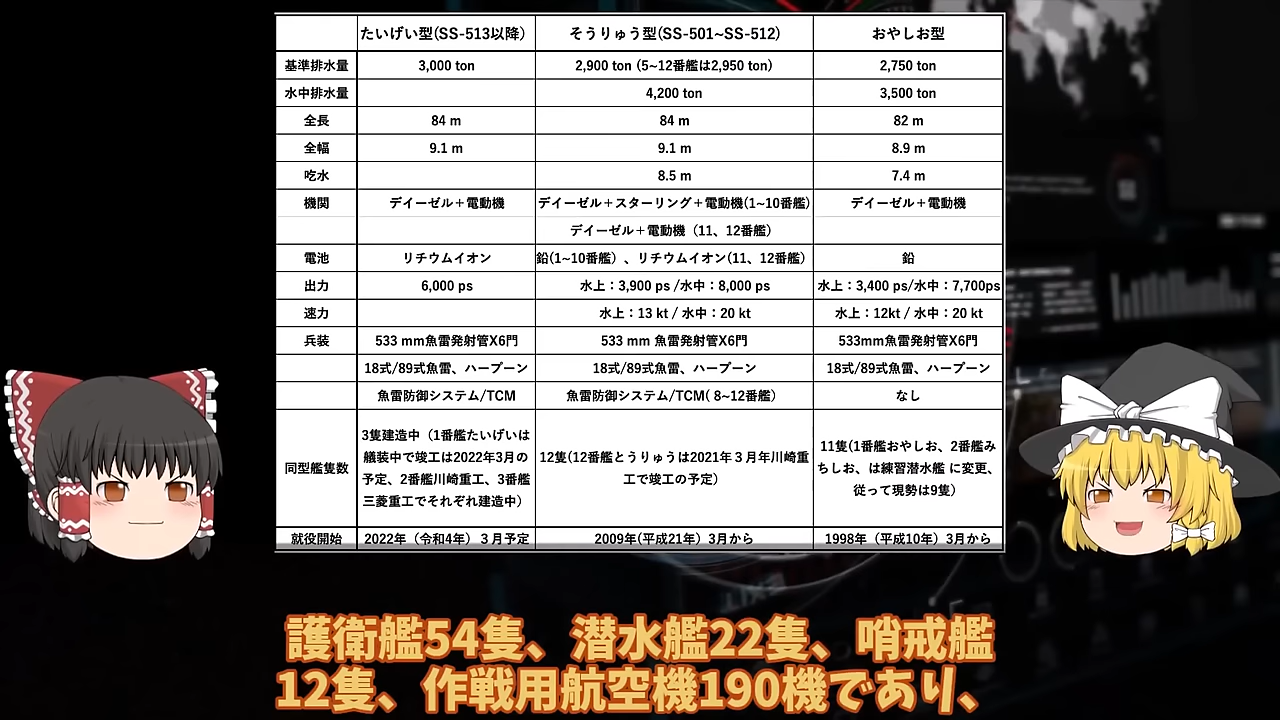 たいげい型(SS-513以降) そうりゅう型(SS-501~SS-512) おやしお型
基準排水量 3,000 ton 2,900 ton (5~12番艦は2,950 ton) 2,750 ton
水中排水量 4,200 ton 3,500 ton
全長 84 m 84 m 82 m
全幅 9.1 m 9.1 m 8.9 m
吃水 8.5 m 7.4 m
機関 デイーゼル＋電動機 デイーゼル＋スターリング＋電動機(1~10番艦) デイーゼル＋電動機
デイーゼル＋電動機（11、12番艦）
電池 リチウムイオン 鉛(1~10番艦）、リチウムイオン(11、12番艦） 鉛
出力 6,000 ps 水上：3,900 ps /水中：8,000 ps 水上：3,400 ps/水中：7,700ps
速力 水上：13 kt / 水中：20 kt 水上：12kt / 水中：20 kt
兵装 533 mm魚雷発射管X6門 533 mm 魚雷発射管X6門 533mm魚雷発射管X6門
18式/89式魚雷、ハープーン 18式/89式魚雷、ハープーン 18式/89式魚雷、ハープーン
魚雷防御システム/TCM 魚雷防御システム/TCM( 8~12番艦） なし
同型艦隻数
3隻建造中（1番艦たいげいは
艤装中で竣工は2022年3月の
予定、2番艦川崎重工、3番艦
三菱重工でそれぞれ建造中）
12隻(12番艦とうりゅうは2021年３月年川崎重
工で竣工の予定）
11隻(1番艦おやしお、2番艦み
ちしお、は練習潜水艦 に変更、
従って現勢は9隻）
就役開始 2022年（令和4年）３月予定 2009年(平成21年）3月から 1998年（平成10年）3月から
護衛艦54隻、潜水艦22隻、哨戒艦
12隻、作戦用航空機190機であり、